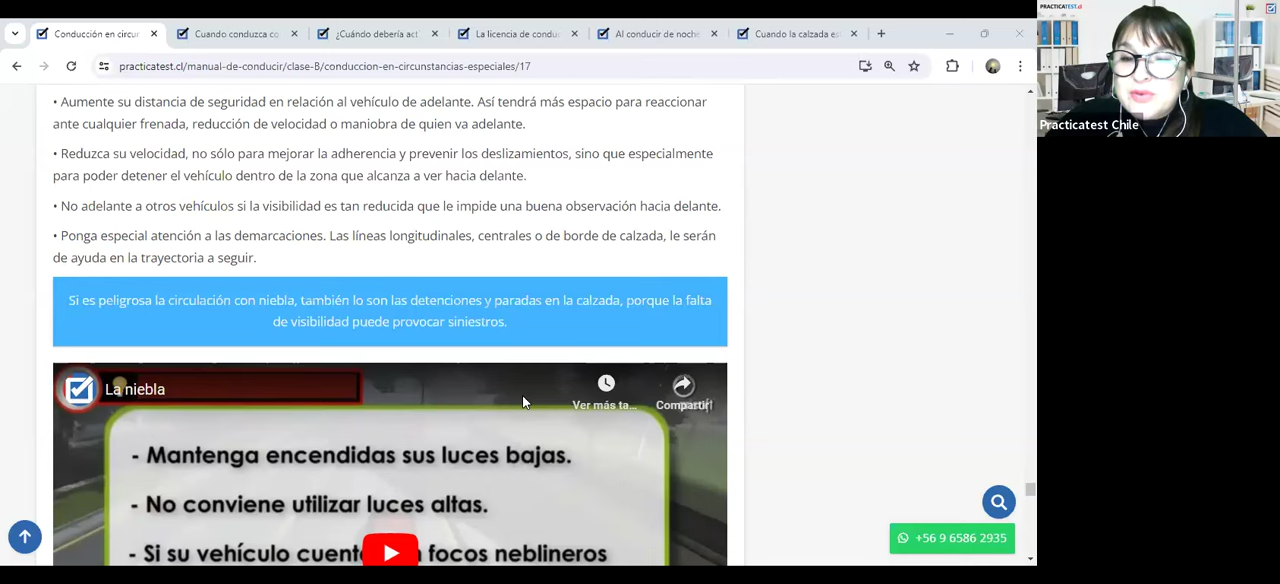 Conducción en circur
Cuando conduzca co
¿Cuándo debería act
La licencia de conduc
Al conducir de noche
Cuando la calzada est
practicatest.cl/manual-de-conducir/clase-B/conduccion-en-circunstancias-especiales/17
PRACTICATEST.cl
Practicatest Chile
• Aumente su distancia de seguridad en relación al vehículo de adelante. Así tendrá más espacio para reaccionar
ante cualquier frenada, reducción de velocidad o maniobra de quien va adelante.
• Reduzca su velocidad, no sólo para mejorar la adherencia y prevenir los deslizamientos, sino que especialmente
para poder detener el vehículo dentro de la zona que alcanza a ver hacia delante.
• No adelante a otros vehículos si la visibilidad es tan reducida que le impide una buena observación hacia delante.
• Ponga especial atención a las demarcaciones. Las líneas longitudinales, centrales o de borde de calzada, le serán
de ayuda en la trayectoria a seguir.
Si es peligrosa la circulación con niebla, también lo son las detenciones y paradas en la calzada, porque la falta
de visibilidad puede provocar siniestros.
La niebla
Ver más ta...
Compartir
- Mantenga encendidas sus luces bajas.
- No conviene utilizar luces altas.
- Si su vehículo cuent focos neblineros
+56 9 6586 2935